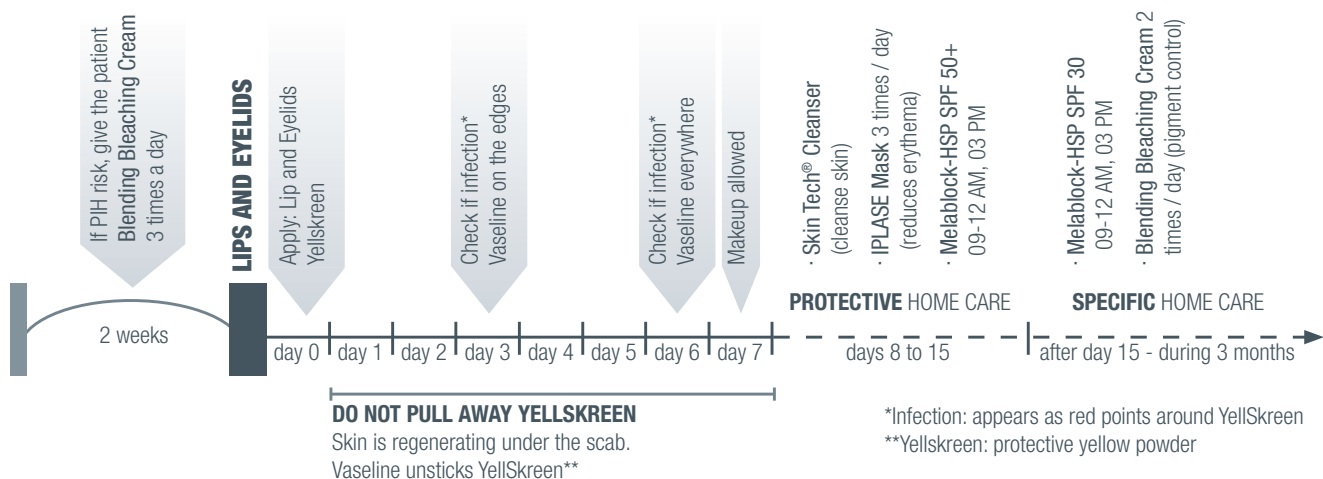 If PIH risk, give the patient
Blending Bleaching Cream
3 times a day
2 weeks
LIPS AND EYELIDS
Apply: Lip and Eyelids
Yellskreen
Check if infection*
Vaseline on the edges
Check if infection*
Vaseline everywhere
Makeup allowed
· Skin Tech® Cleanser
(cleanse skin)
· IPLASE Mask 3 times / day
(reduces erythema)
· Melablock-HSP SPF 50+
09-12 AM, 03 PM
· Melablock-HSP SPF 30
09-12 AM, 03 PM
· Blending Bleaching Cream 2
times / day (pigment control)
PROTECTIVE HOME CARE
SPECIFIC HOME CARE
day 0
day 1
day 2
day 3
day 4
day 5
day 6
day 7
days 8 to 15
after day 15 - during 3 months
DO NOT PULL AWAY YELLSKREEN
Skin is regenerating under the scab.
Vaseline unsticks YellSkreen**
*Infection: appears as red points around YellSkreen
**Yellskreen: protective yellow powder